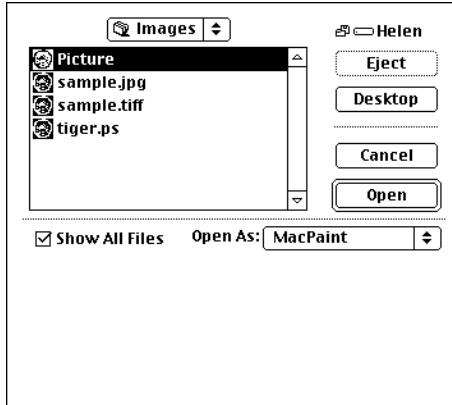 Images
Helen
Picture
sample.jpg
sample.tiff
tiger.ps
Eject
Desktop
Cancel
Open
Show All Files
Open As: MacPaint